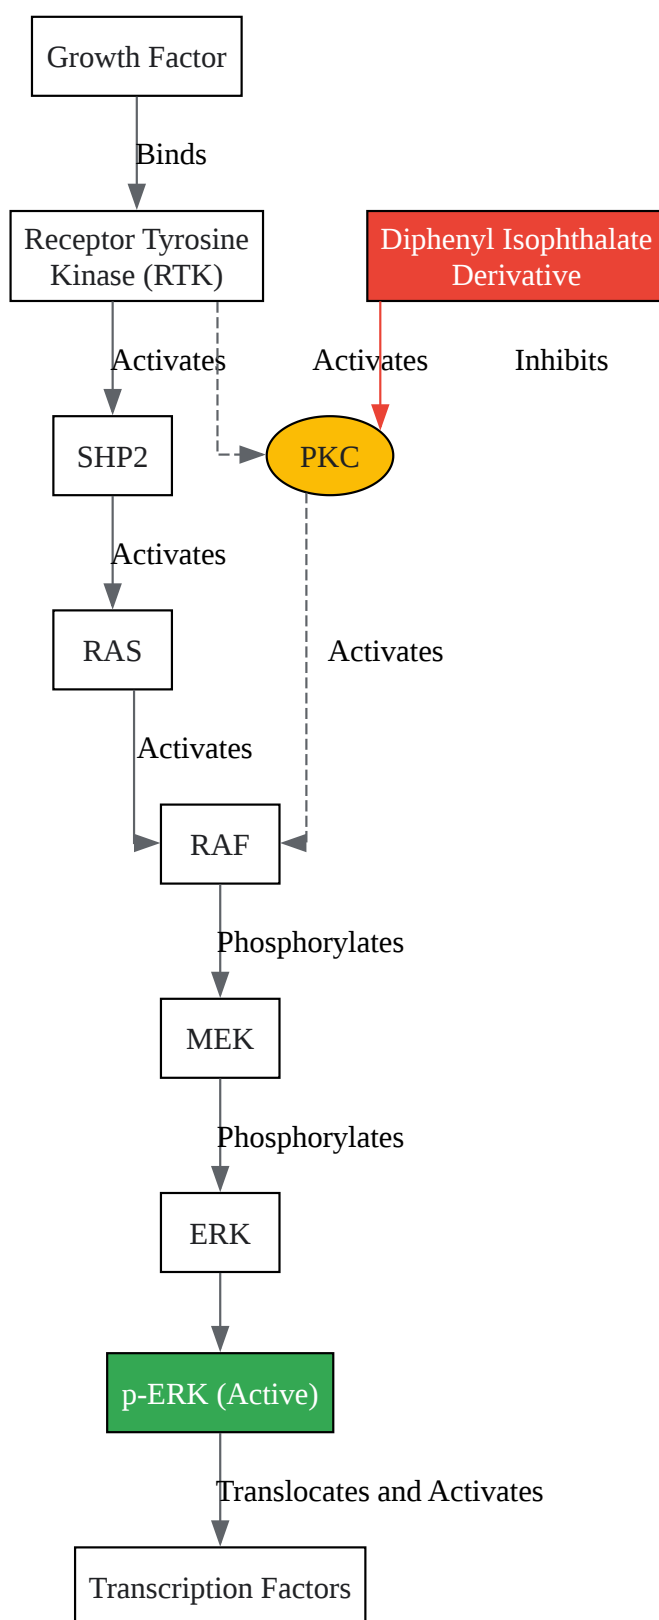 Growth Factor
Binds
Receptor Tyrosine
Kinase (RTK)
Diphenyl Isophthalate
Derivative
Activates
Activates
Inhibits
SHP2
PKC
Activates
RAS
Activates
Activates
RAF
Phosphorylates
MEK
Phosphorylates
ERK
p-ERK (Active)
Translocates and Activates
Transcription Factors